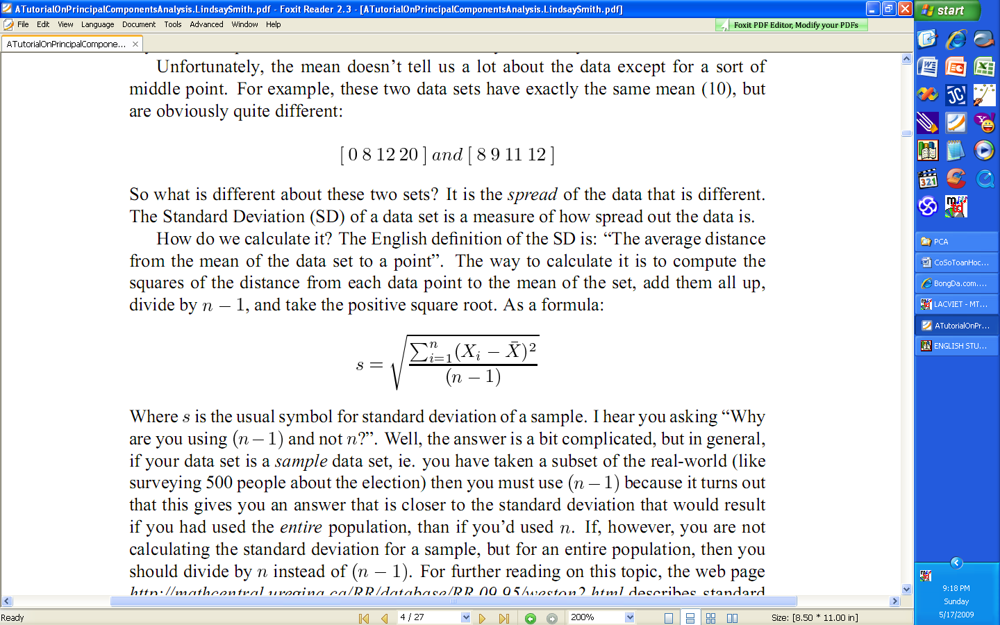 ATutorialOnPrincipalComponentsAnalysis.LindsaySmith.pdf - Foxit Reader 2.3 - [ATutorialOnPrincipalComponentsAnalysis.LindsaySmith.pdf]
File Edit View Language Document Tools Advanced Window Help
Foxit PDF Editor, Modify your PDFs
ATutorialOnPrincipalCompone...
Unfortunately, the mean doesn't tell us a lot about the data except for a sort of
middle point. For example, these two data sets have exactly the same mean (10), but
are obviously quite different:
[ 0 8 12 20 ] and [ 8 9 11 12 ]
So what is different about these two sets? It is the spread of the data that is different.
The Standard Deviation (SD) of a data set is a measure of how spread out the data is.
How do we calculate it? The English definition of the SD is: “The average distance
from the mean of the data set to a point”. The way to calculate it is to compute the
squares of the distance from each data point to the mean of the set, add them all up,
divide by n − 1, and take the positive square root. As a formula:
s = √(∑ⁿᵢ₌₁(Xᵢ − X̄)² / (n − 1))
Where s is the usual symbol for standard deviation of a sample. I hear you asking “Why
are you using (n − 1) and not n?”. Well, the answer is a bit complicated, but in general,
if your data set is a sample data set, ie. you have taken a subset of the real-world (like
surveying 500 people about the election) then you must use (n − 1) because it turns out
that this gives you an answer that is closer to the standard deviation that would result
if you had used the entire population, than if you'd used n. If, however, you are not
calculating the standard deviation for a sample, but for an entire population, then you
should divide by n instead of (n − 1). For further reading on this topic, the web page
http://mathcentral.uregina.ca/RR/database/RR.09.95/weston2.html describes standard
Ready
4 / 27
200%
Size: [8.50 * 11.00 in]
start
PCA
CoSoToanHoc...
BongDa.com....
LACVIET - MT...
ATutorialOnPr...
ENGLISH STU...
9:18 PM
Sunday
5/17/2009